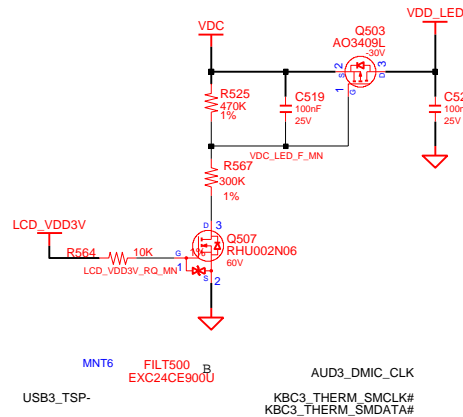 VDD_LED
VDC
Q503
AO3409L
-30V
2
3
S
D
G
1
R525
470K
1%
C519
100nF
25V
C52
100n
25V
VDC_LED_F_MN
R567
300K
1%
LCD_VDD3V
D
3
Q507
RHU002N06
60V
R564
10K
1%
G
1
LCD_VDD3V_RQ_MN
S
2
MNT6
FILT500
B
EXC24CE900U
AUD3_DMIC_CLK
USB3_TSP-
KBC3_THERM_SMCLK#
KBC3_THERM_SMDATA#